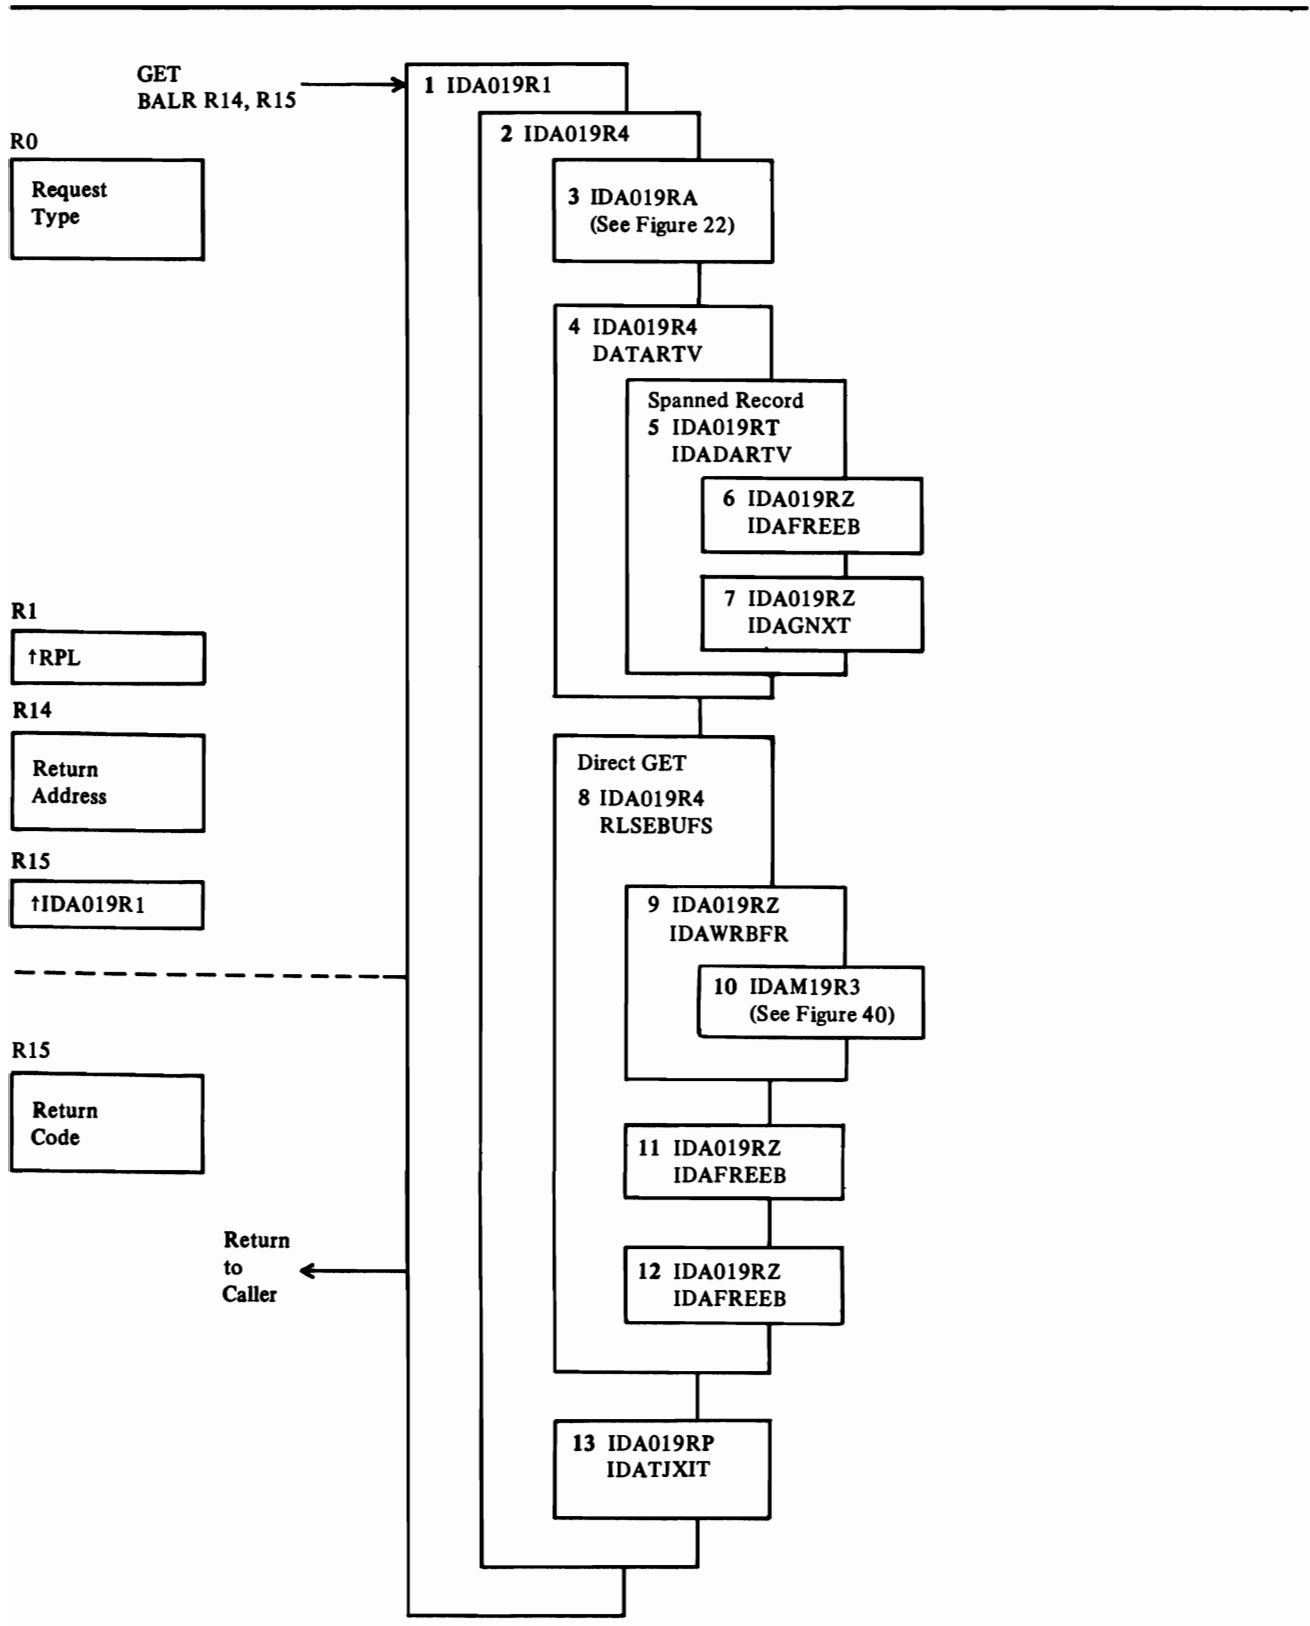 GET
BALR R14, R15
R0
Request
Type
R1
↑RPL
R14
Return
Address
R15
↑IDA019R1
R15
Return
Code
Return
to
Caller
1 IDA019R1
2 IDA019R4
3 IDA019RA
(See Figure 22)
4 IDA019R4
DATARTV
Spanned Record
5 IDA019RT
IDADARTV
6 IDA019RZ
IDAFREEB
7 IDA019RZ
IDAGNXT
Direct GET
8 IDA019R4
RLSEBUFS
9 IDA019RZ
IDAWRBFR
10 IDAM19R3
(See Figure 40)
11 IDA019RZ
IDAFREEB
12 IDA019RZ
IDAFREEB
13 IDA019RP
IDATJXIT